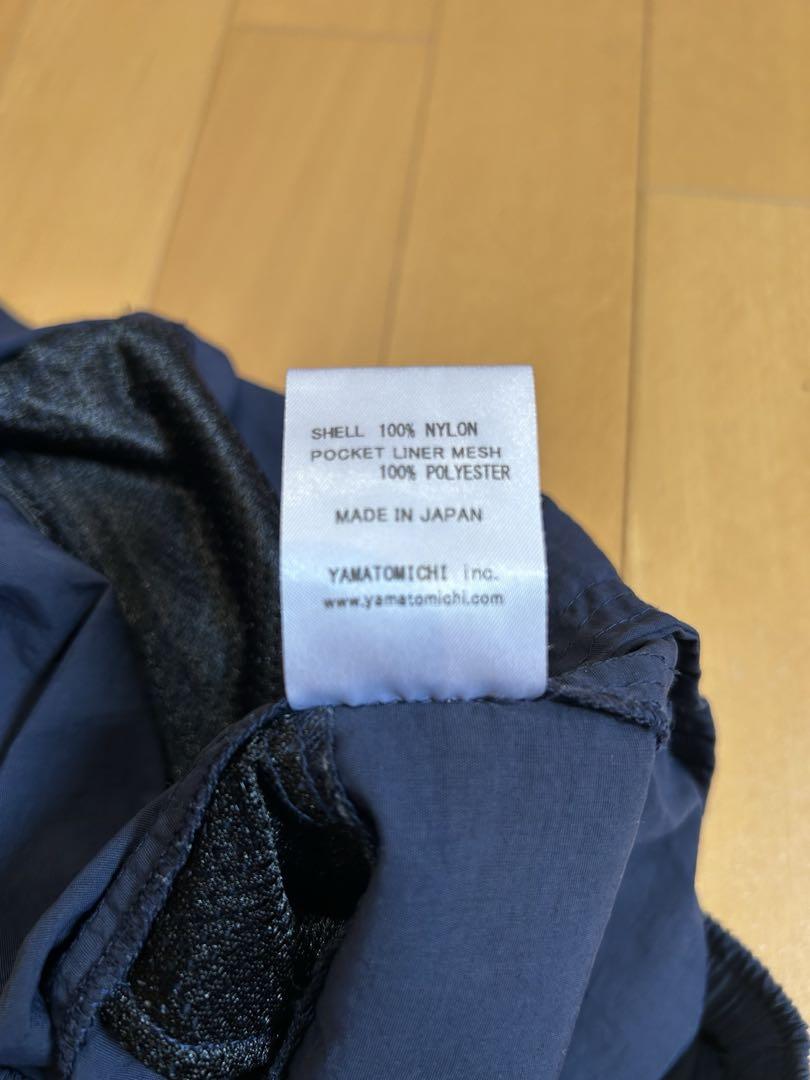 SHELL 100% NYLON
POCKET LINER MESH
100% POLYESTER
MADE IN JAPAN
YAMATOMICHI inc.
www.yamatomichi.com